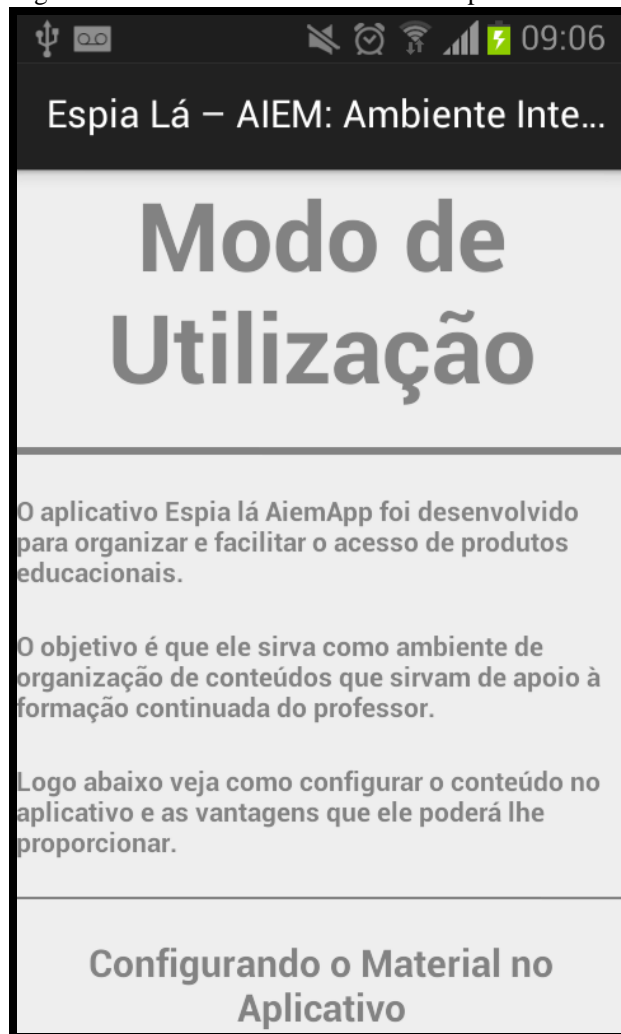 09:06
Espia Lá – AIEM: Ambiente Inte...
Modo de
Utilização
O aplicativo Espia lá AiemApp foi desenvolvido
para organizar e facilitar o acesso de produtos
educacionais.
O objetivo é que ele sirva como ambiente de
organização de conteúdos que sirvam de apoio à
formação continuada do professor.
Logo abaixo veja como configurar o conteúdo no
aplicativo e as vantagens que ele poderá lhe
proporcionar.
Configurando o Material no
Aplicativo